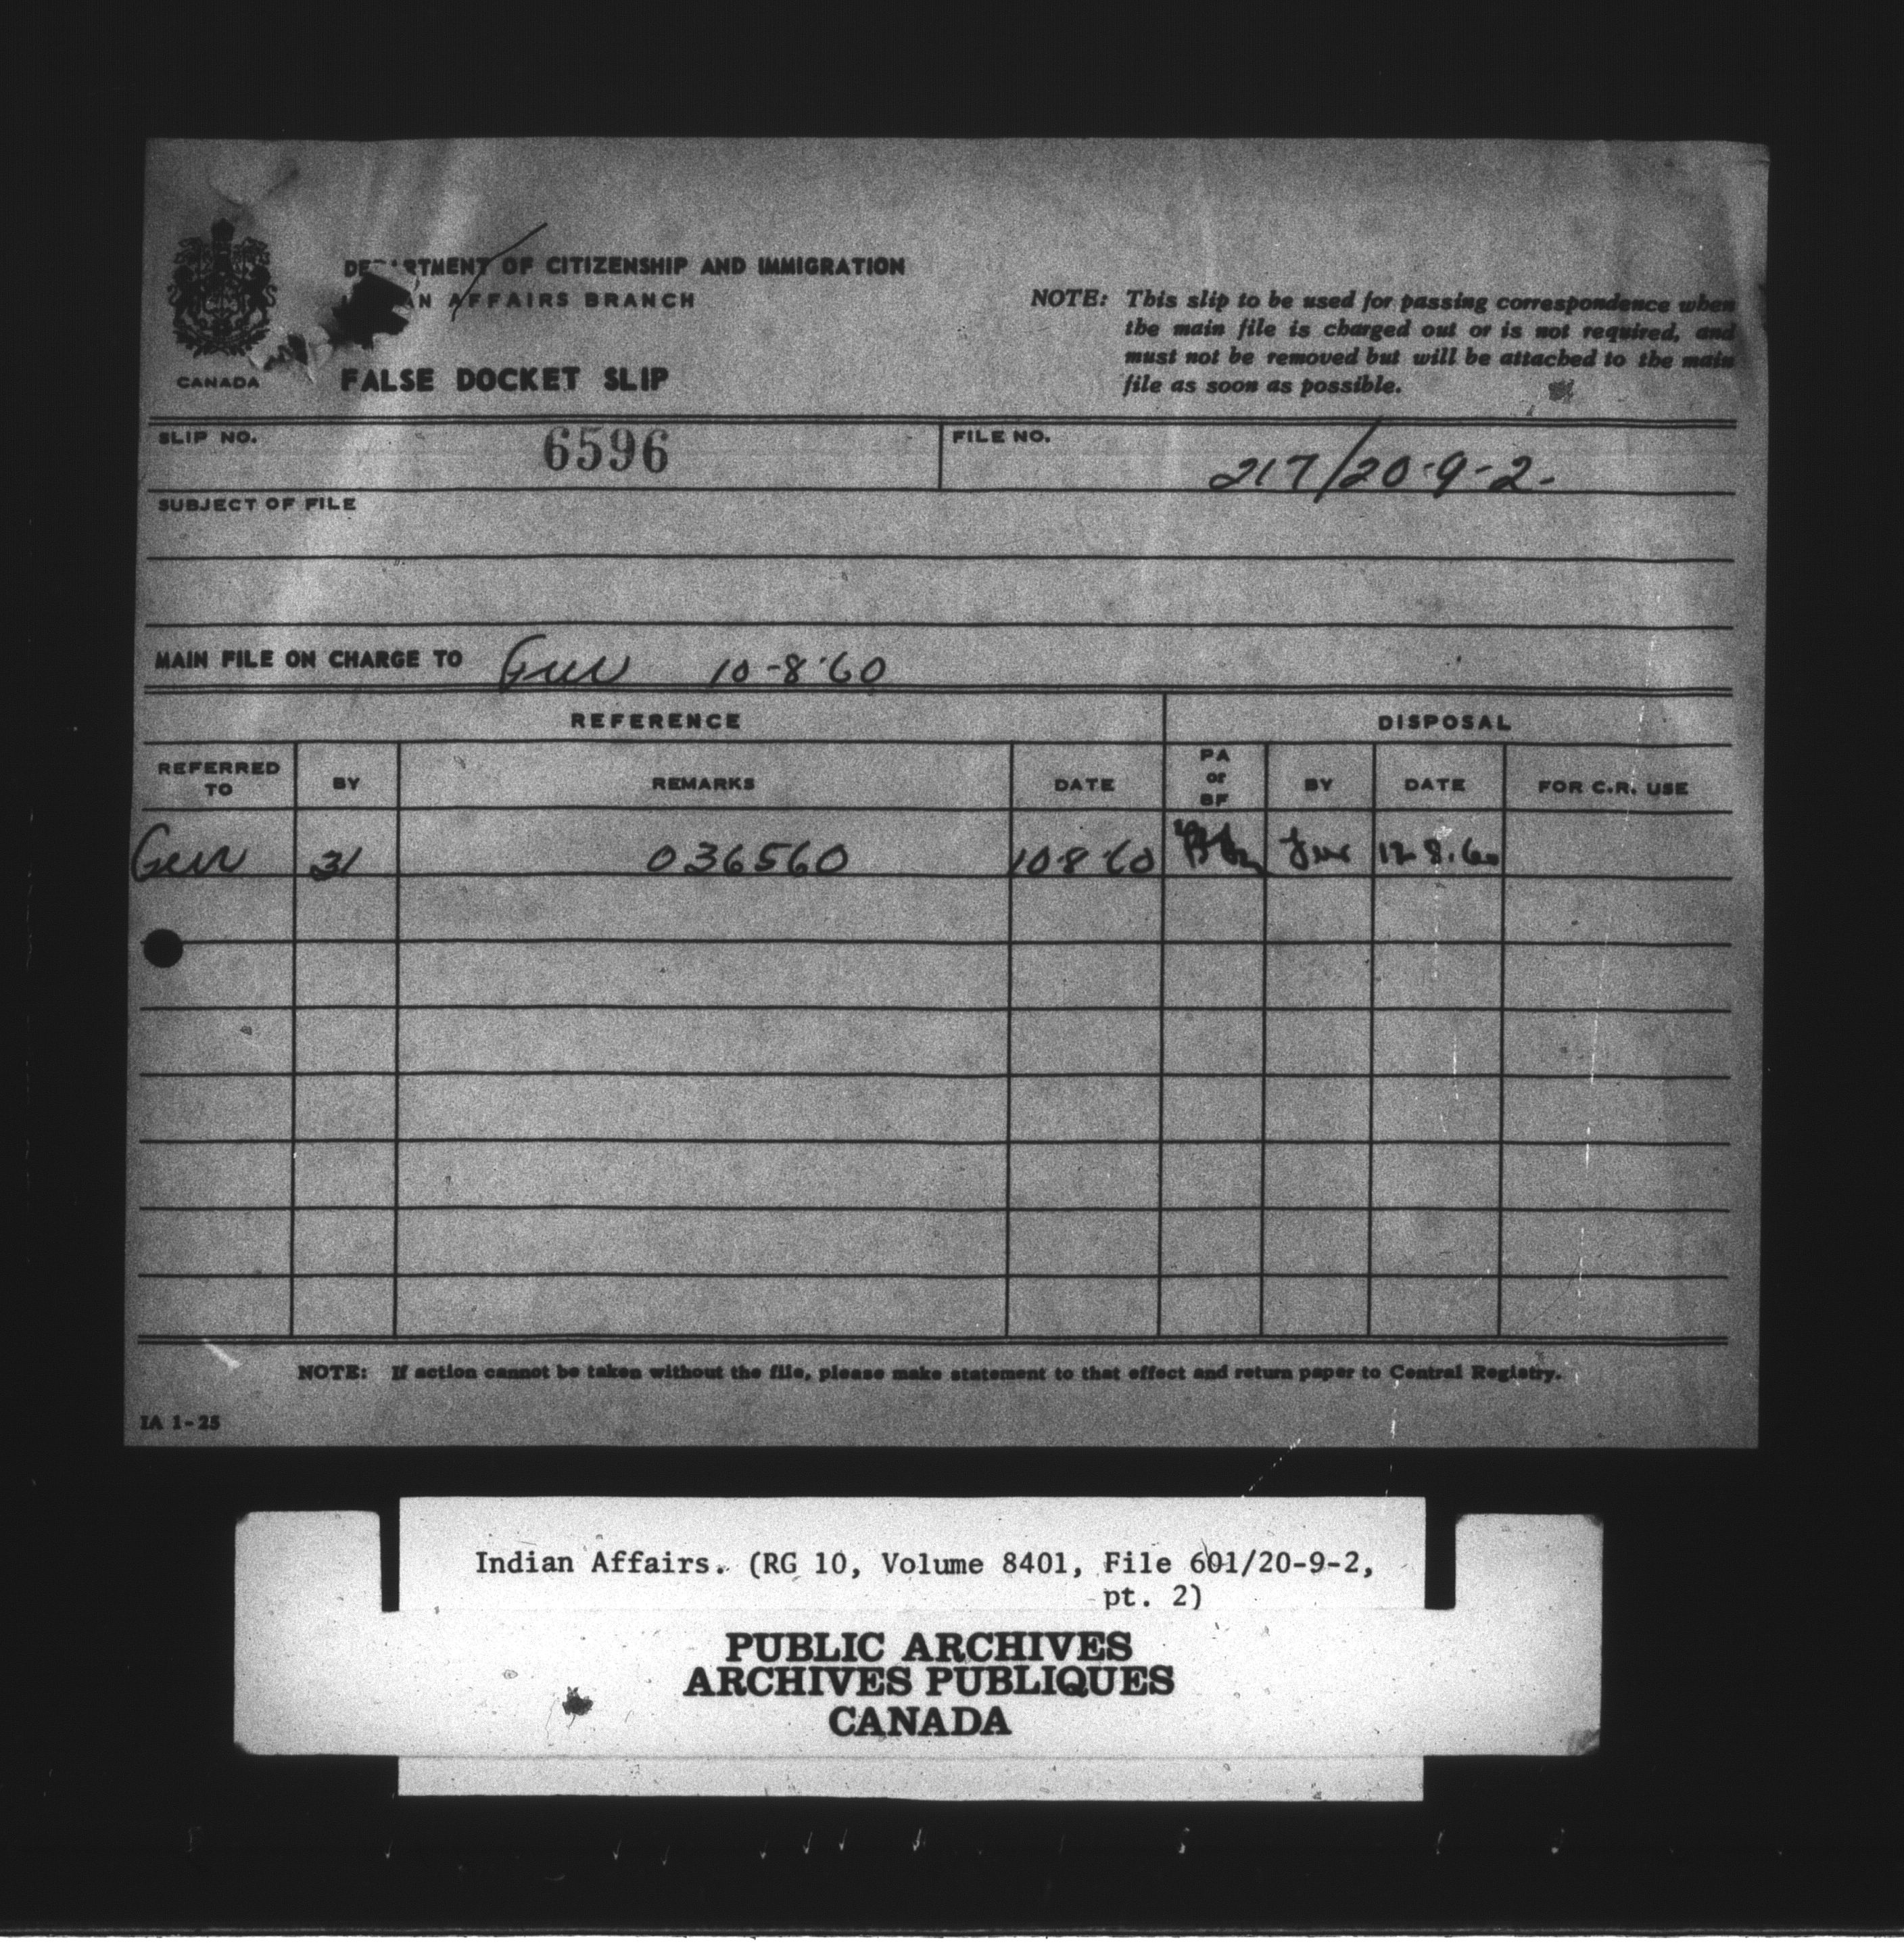 DEPARTMENT OF CITIZENSHIP AND IMMIGRATION
AN AFFAIRS BRANCH
CANADA
FALSE DOCKET SLIP
NOTE: This slip to be used for passing correspondence when
the main file is charged out or is not required, and
must not be removed but will be attached to the main
file as soon as possible.
SLIP NO. 6596
FILE NO. 217/20-9-2.
SUBJECT OF FILE
MAIN FILE ON CHARGE TO 10-8-60
REFERENCE DISPOSAL
REFERRED TO BY REMARKS DATE PA or BF BY DATE FOR C.R. USE
31 036560 10-8-60 12.8.60
NOTE: If action cannot be taken without the file, please make statement to that effect and return paper to Central Registry.
IA 1-25
Indian Affairs. (RG 10, Volume 8401, File 601/20-9-2,
pt. 2)
PUBLIC ARCHIVES
ARCHIVES PUBLIQUES
CANADA